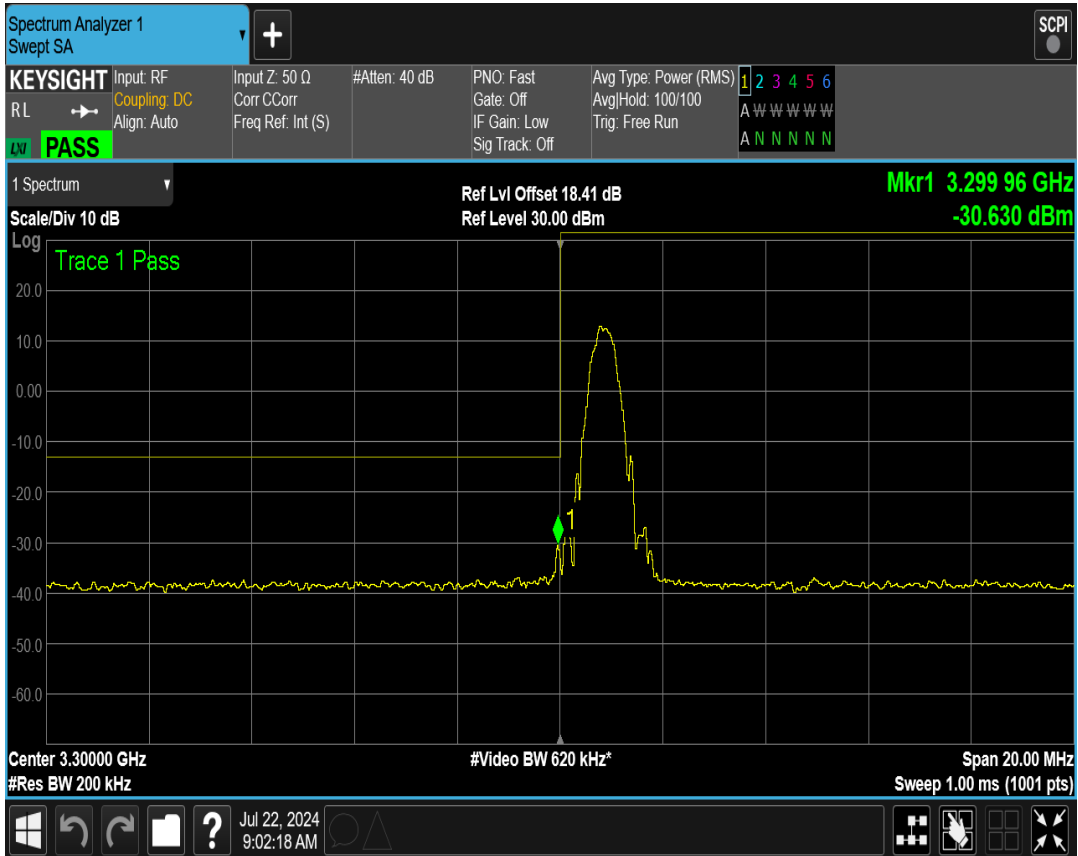 Spectrum Analyzer 1
Swept SA
+
SCPI
KEYSIGHT
RL
LXI PASS
Input: RF
Coupling: DC
Align: Auto
Input Z: 50 Ω
Corr CCorr
Freq Ref: Int (S)
#Atten: 40 dB
PNO: Fast
Gate: Off
IF Gain: Low
Sig Track: Off
Avg Type: Power (RMS)
Avg|Hold: 100/100
Trig: Free Run
1 2 3 4 5 6
A W W W W W
A N N N N N
1 Spectrum
Scale/Div 10 dB
Ref Lvl Offset 18.41 dB
Ref Level 30.00 dBm
Mkr1 3.299 96 GHz
-30.630 dBm
Log
Trace 1 Pass
20.0
10.0
0.00
-10.0
-20.0
1
-30.0
-40.0
-50.0
-60.0
Center 3.30000 GHz
#Res BW 200 kHz
#Video BW 620 kHz*
Span 20.00 MHz
Sweep 1.00 ms (1001 pts)
?
Jul 22, 2024
9:02:18 AM